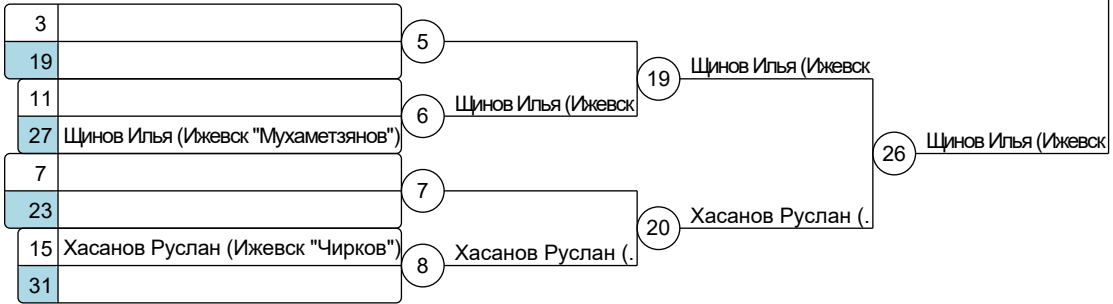 3
5
19
19 Щинов Илья (Ижевск
11
6 Щинов Илья (Ижевск
27 Щинов Илья (Ижевск "Мухаметзянов")
26 Щинов Илья (Ижевск
7
7
23
20 Хасанов Руслан (.
15 Хасанов Руслан (Ижевск "Чирков")
8 Хасанов Руслан (.
31